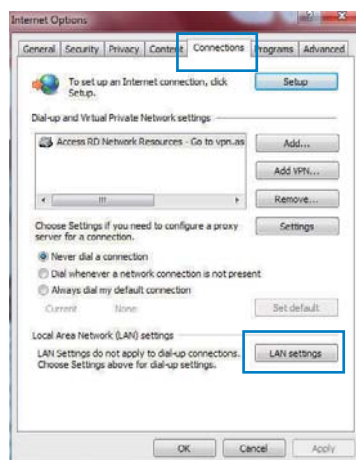 Internet Options
General Security Privacy Content Connections Programs Advanced
To set up an Internet connection, click
Setup.
Setup
Dial-up and Virtual Private Network settings
Access RD Network Resources - Go to vpn.as
Add...
Add VPN...
Remove...
Choose Settings if you need to configure a proxy
server for a connection.
Settings
Never dial a connection
Dial whenever a network connection is not present
Always dial my default connection
Current None
Set default
Local Area Network (LAN) settings
LAN Settings do not apply to dial-up connections.
Choose Settings above for dial-up settings.
LAN settings
OK Cancel Apply